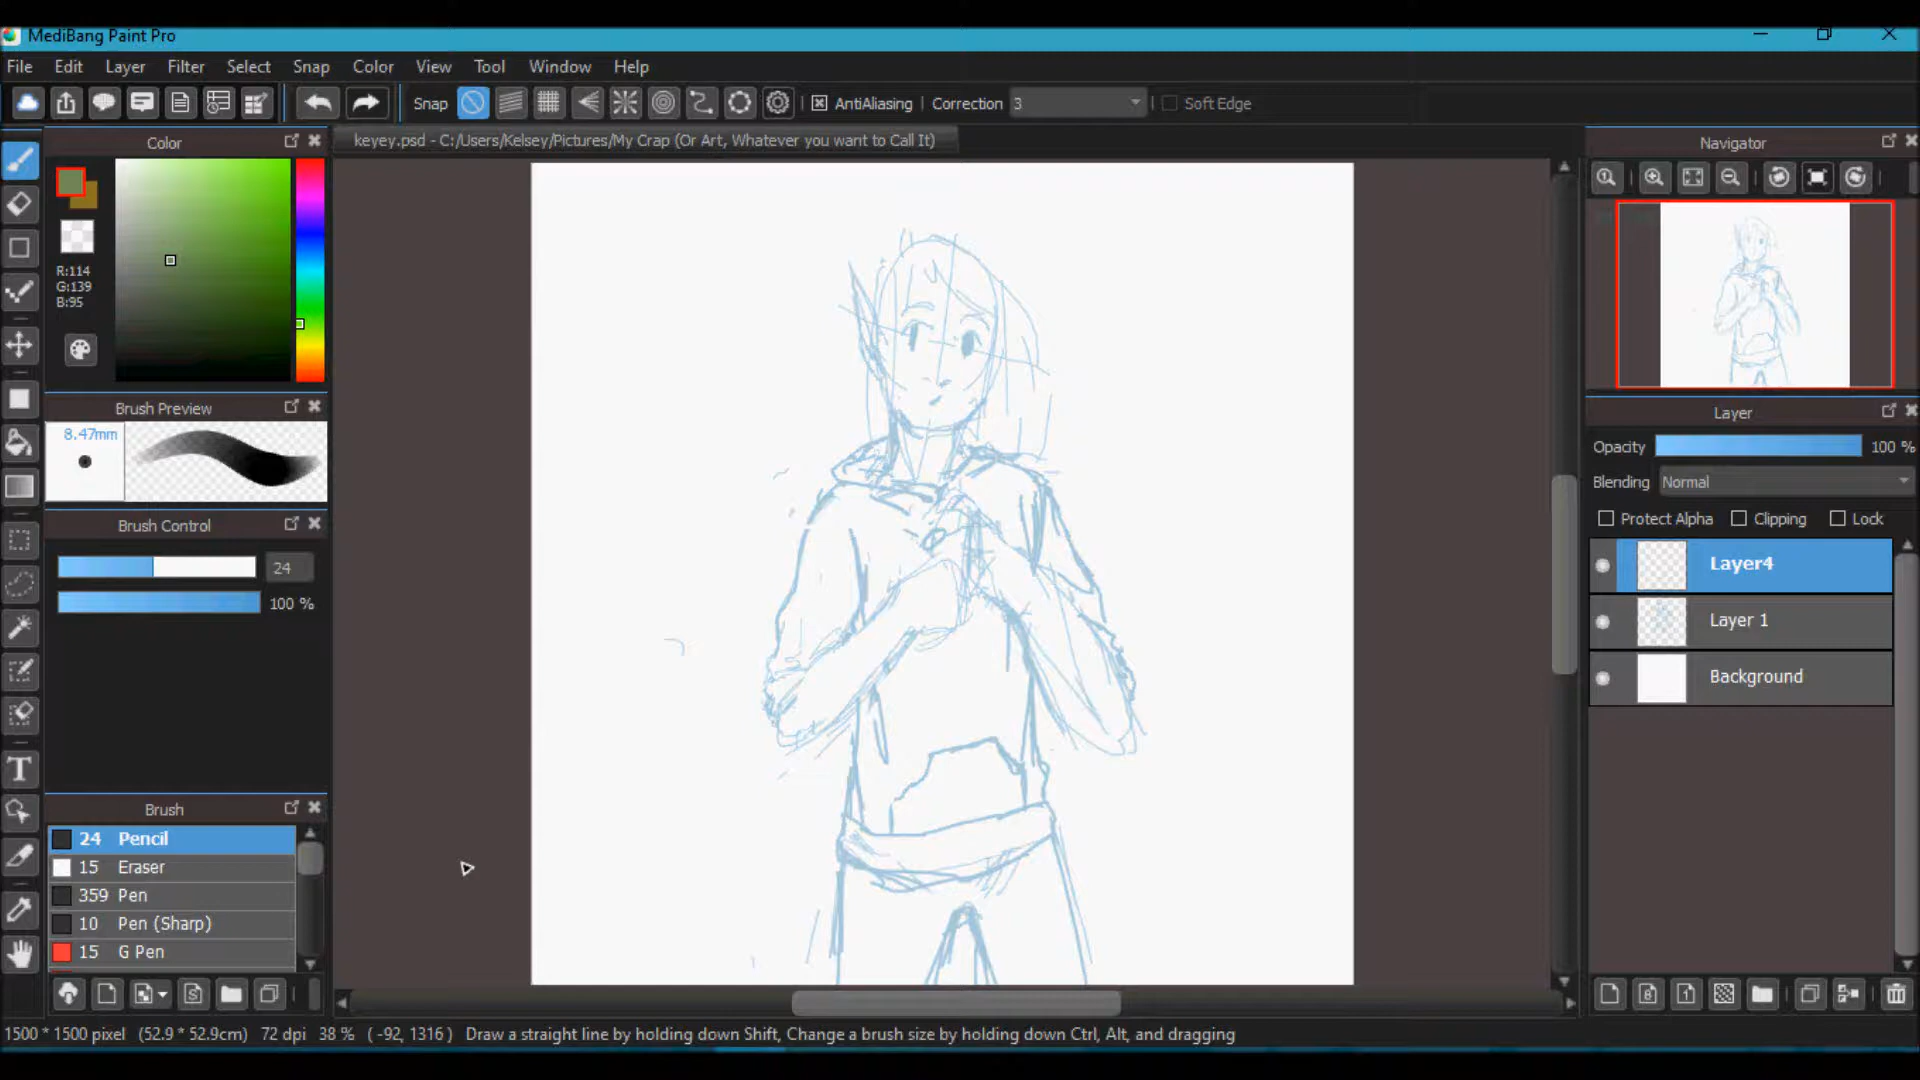 MediBang Paint Pro
File Edit Layer Filter Select Snap Color View Tool Window Help
Snap AntiAliasing Correction 3 Soft Edge
Color
keyey.psd - C:/Users/Kelsey/Pictures/My Crap (Or Art, Whatever you want to Call It)
Navigator
R:114
G:139
B:95
Brush Preview
8.47mm
Layer
Opacity 100 %
Blending Normal
Protect Alpha Clipping Lock
Brush Control
24
100 %
Layer4
Layer 1
Background
Brush
24 Pencil
15 Eraser
359 Pen
10 Pen (Sharp)
15 G Pen
1500 * 1500 pixel (52.9 * 52.9cm) 72 dpi 38 % ( -92, 1316 ) Draw a straight line by holding down Shift, Change a brush size by holding down Ctrl, Alt, and dragging